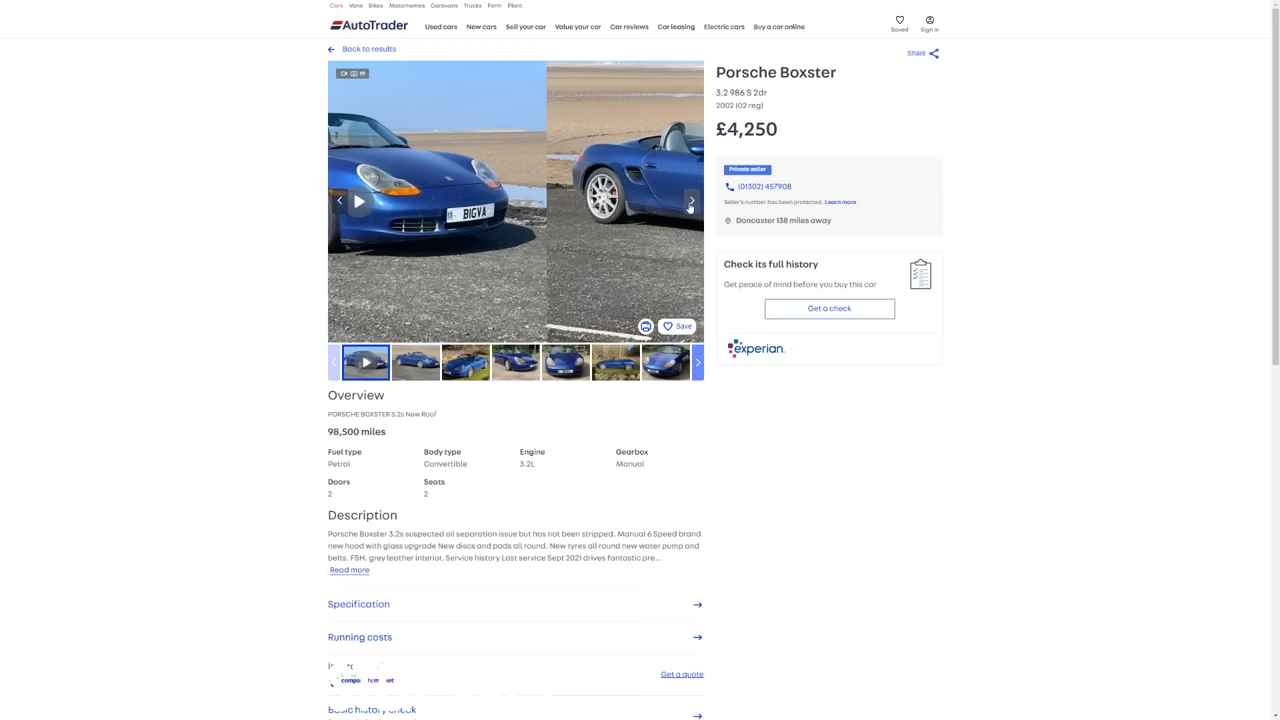 Cars Vans Bikes Motorhomes Caravans Trucks Farm Plant
AutoTrader
Used cars New cars Sell your car Value your car Car reviews Car leasing Electric cars Buy a car online
Saved
Sign in
Back to results
Share
19
B1GVA
Save
Porsche Boxster
3.2 986 S 2dr
2002 (02 reg)
£4,250
Private seller
(01302) 457908
Seller's number has been protected. Learn more
Doncaster 138 miles away
Check its full history
Get peace of mind before you buy this car
Get a check
experian.
Overview
PORSCHE BOXSTER 3.2s New Roof
98,500 miles
Fuel type Body type Engine Gearbox
Petrol Convertible 3.2L Manual
Doors Seats
2 2
Description
Porsche Boxster 3.2s suspected oil separation issue but has not been stripped. Manual 6 Speed brand
new hood with glass upgrade New discs and pads all round. New tyres all round new water pump and
belts. FSH, grey leather interior. Service history Last service Sept 2021 drives fantastic pre...
Read more
Specification
Running costs
Get a quote
Basic history check